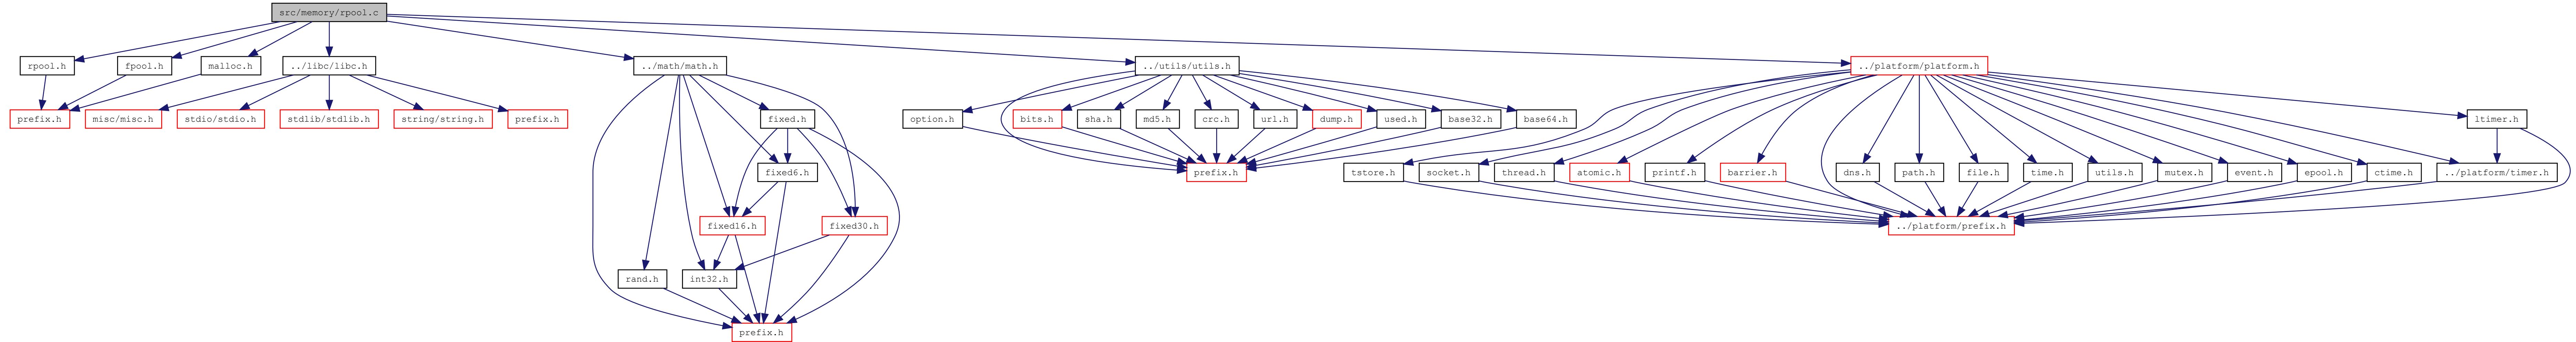 src/memory/rpool.c
rpool.h
fpool.h
malloc.h
../libc/libc.h
../math/math.h
../utils/utils.h
../platform/platform.h
prefix.h
misc/misc.h
stdio/stdio.h
stdlib/stdlib.h
string/string.h
prefix.h
fixed.h
option.h
bits.h
sha.h
md5.h
crc.h
url.h
dump.h
used.h
base32.h
base64.h
ltimer.h
fixed6.h
prefix.h
tstore.h
socket.h
thread.h
atomic.h
printf.h
barrier.h
dns.h
path.h
file.h
time.h
utils.h
mutex.h
event.h
epool.h
ctime.h
../platform/timer.h
fixed16.h
fixed30.h
../platform/prefix.h
rand.h
int32.h
prefix.h